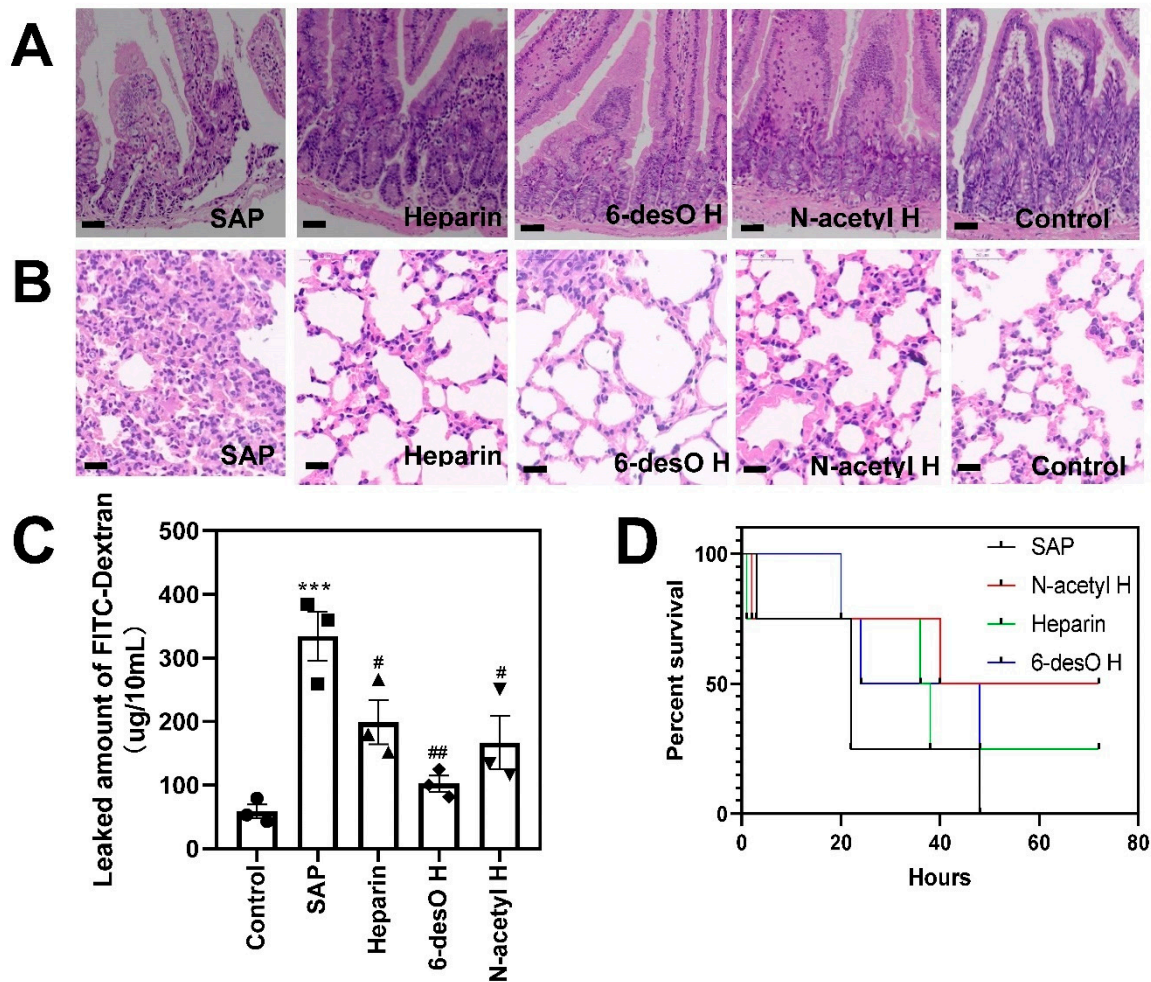 A
SAP
Heparin
6-desO H
N-acetyl H
Control
B
SAP
Heparin
6-desO H
N-acetyl H
Control
C
Leaked amount of FITC-Dextran
(ug/10mL)
500
400
300
200
100
0
***
#
##
#
Control
SAP
Heparin
6-desO H
N-acetyl H
D
Percent survival
100
50
0
0
20
40
60
80
Hours
SAP
N-acetyl H
Heparin
6-desO H